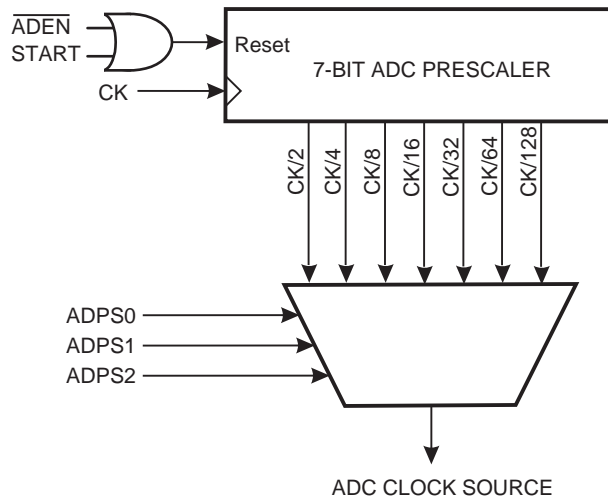 ADEN
START
Reset
7-BIT ADC PRESCALER
CK
CK/2
CK/4
CK/8
CK/16
CK/32
CK/64
CK/128
ADPS0
ADPS1
ADPS2
ADC CLOCK SOURCE